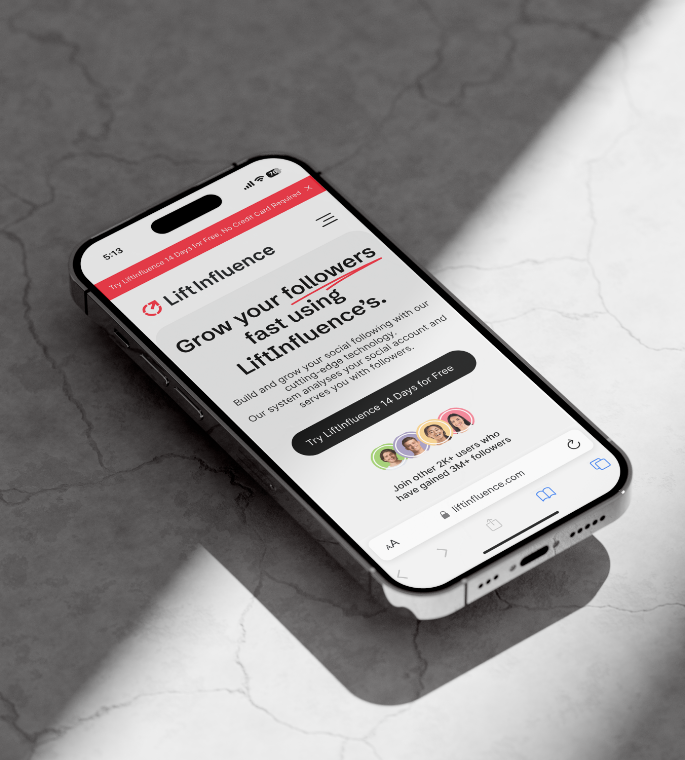 5:13
76
Try LiftInfluence 14 Days for Free, No Credit Card Required
LiftInfluence
Grow your followers
fast using
LiftInfluence's.
Build and grow your social following with our
cutting-edge technology.
Our system analyses your social account and
serves you with followers.
Try LiftInfluence 14 Days for Free
Join other 2K+ users who
have gained 3M+ followers
AA
liftinfluence.com